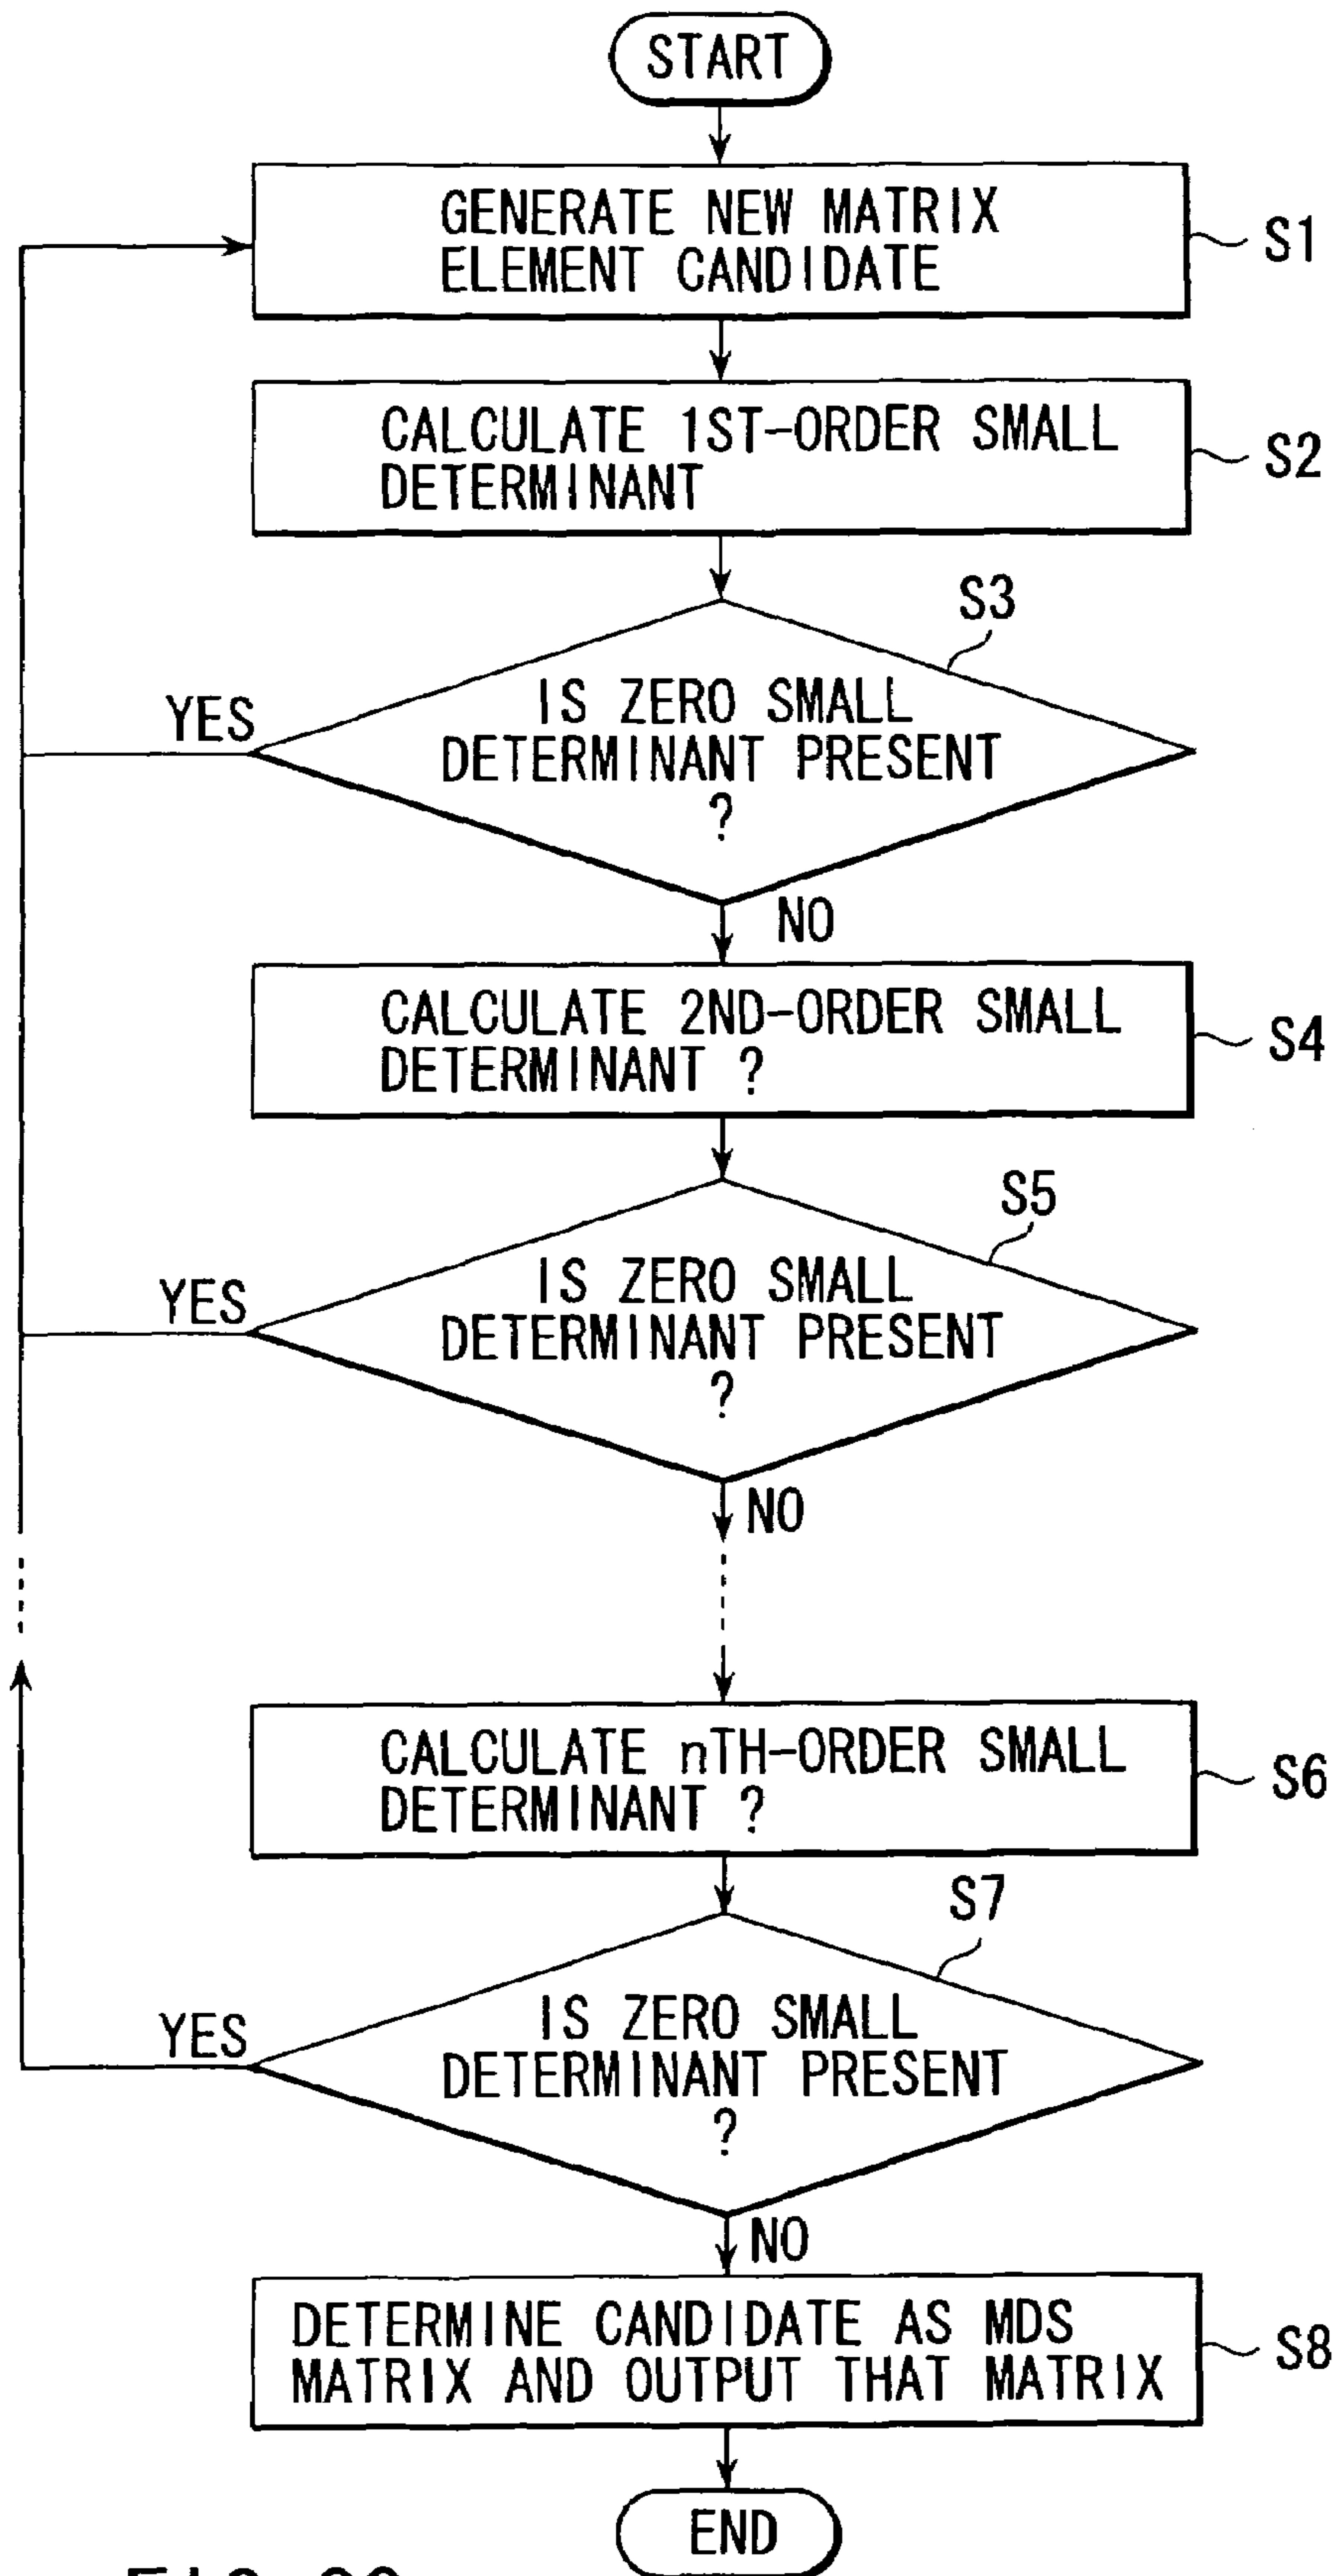 START
GENERATE NEW MATRIX
ELEMENT CANDIDATE
S1
CALCULATE 1ST-ORDER SMALL
DETERMINANT
S2
S3
IS ZERO SMALL
DETERMINANT PRESENT
?
YES
NO
CALCULATE 2ND-ORDER SMALL
DETERMINANT ?
S4
S5
IS ZERO SMALL
DETERMINANT PRESENT
?
YES
NO
CALCULATE nTH-ORDER SMALL
DETERMINANT ?
S6
S7
IS ZERO SMALL
DETERMINANT PRESENT
?
YES
NO
DETERMINE CANDIDATE AS MDS
MATRIX AND OUTPUT THAT MATRIX
S8
END